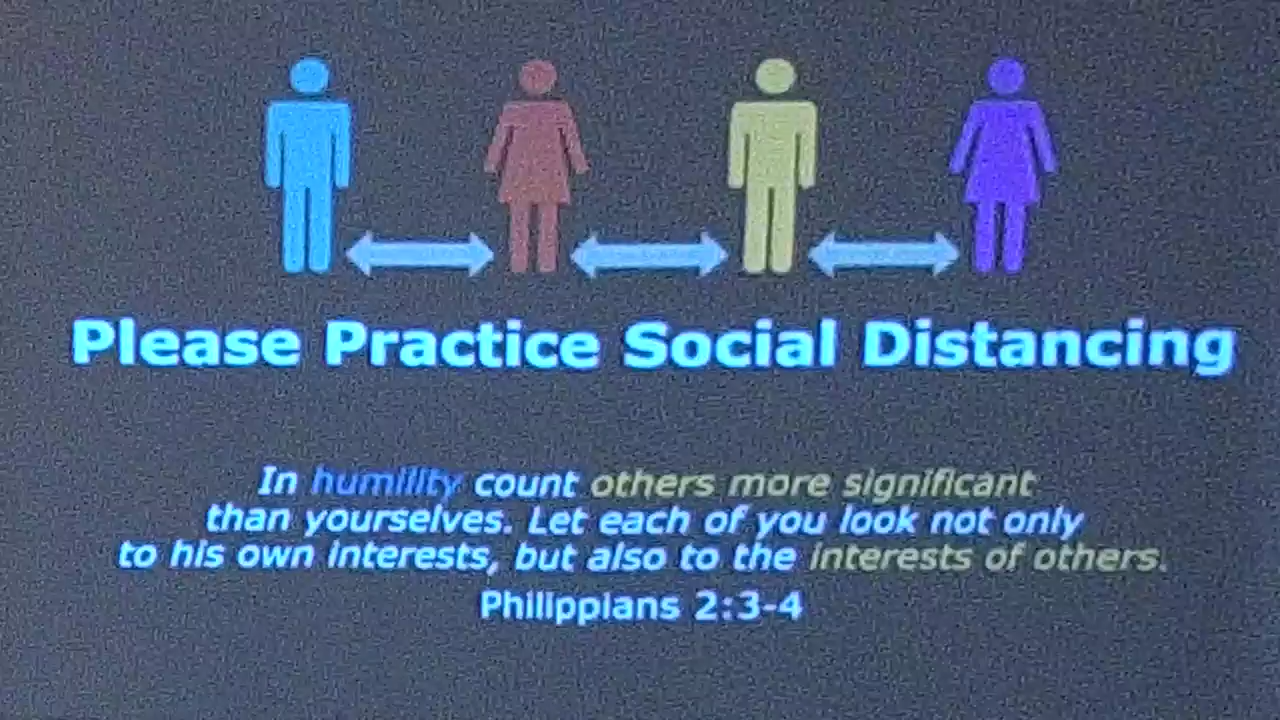 Please Practice Social Distancing
In humility count others more significant
than yourselves. Let each of you look not only
to his own interests, but also to the interests of others.
Philippians 2:3-4